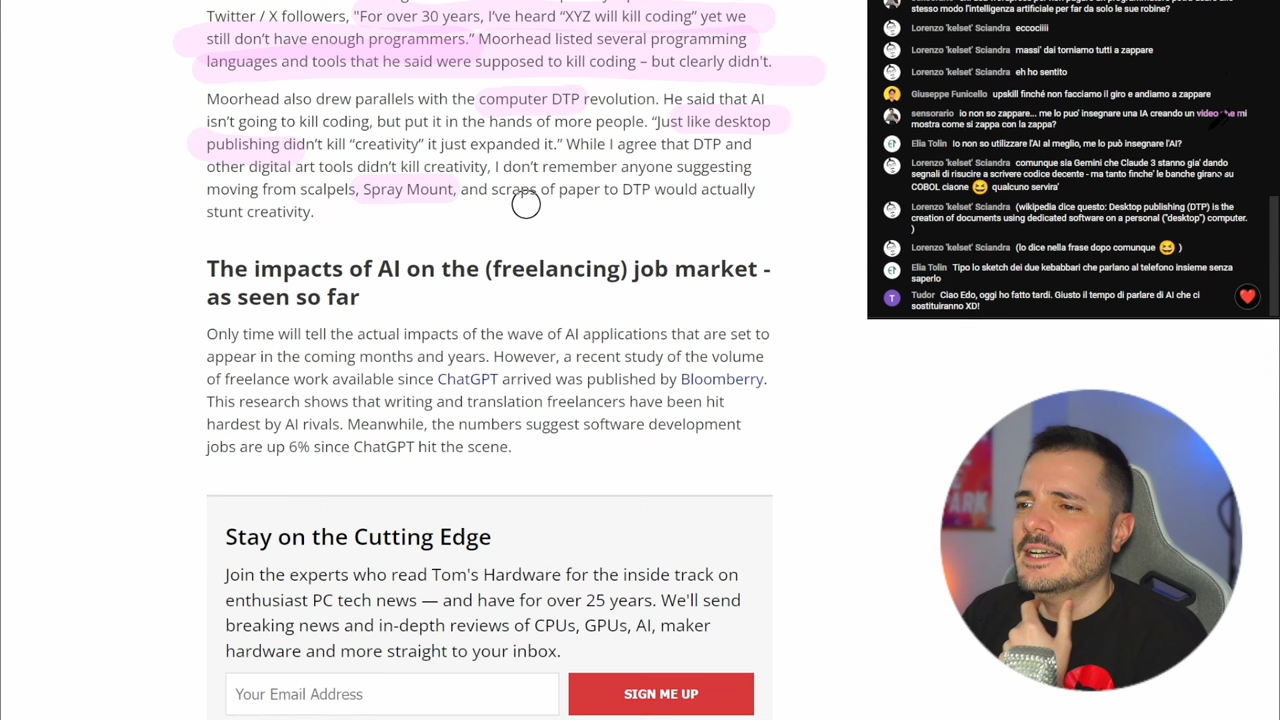 Twitter / X followers, "For over 30 years, I've heard "XYZ will kill coding" yet we
still don't have enough programmers." Moorhead listed several programming
languages and tools that he said were supposed to kill coding – but clearly didn't.
Moorhead also drew parallels with the computer DTP revolution. He said that AI
integration won't kill coding, but put it in the hands of more people. "Just like desktop
publishing didn't kill "creativity" it just expanded it." While I agree that DTP and
other digital art tools didn't kill creativity, I don't remember anyone suggesting
moving from scalpels, Spray Mount, and scraps of paper to DTP would actually
stunt creativity.
The impacts of AI on the (freelancing) job market -
as seen so far
Only time will tell the actual impacts of the wave of AI applications that are set to
appear in the coming months and years. However, a recent study of the volume
of freelance work available since ChatGPT arrived was published by Bloomberry.
This research shows that writing and translation freelancers have been hit
hardest by AI rivals. Meanwhile, the numbers suggest software development
jobs are up 6% since ChatGPT hit the scene.
Stay on the Cutting Edge
Join the experts who read Tom's Hardware for the inside track on
enthusiast PC tech news — and have for over 25 years. We'll send
breaking news and in-depth reviews of CPUs, GPUs, AI, maker
hardware and more straight to your inbox.
Your Email Address
SIGN ME UP
stesso modo l'intelligenza artificiale per far da solo le sue robine?
Lorenzo 'kelset' Sciandra eccociiii
Lorenzo 'kelset' Sciandra massi' dai torniamo tutti a zappare
Lorenzo 'kelset' Sciandra eh ho sentito
Giuseppe Funicello upskill finché non facciamo il giro e andiamo a zappare
sensorario io non so zappare... me lo puo' insegnare una IA creando un video che mi
mostra come si zappa con la zappa?
Elia Tolin Io non so utilizzare l'AI al meglio, me lo può insegnare l'AI?
Lorenzo 'kelset' Sciandra comunque sia Gemini che Claude 3 stanno gia' dando
segnali di riuscire a scrivere codice decente - ma tanto finche' le banche girano su
COBOL ciaone 😆 qualcuno servira'
Lorenzo 'kelset' Sciandra (wikipedia dice questo: Desktop publishing (DTP) is the
creation of documents using dedicated software on a personal ("desktop") computer.
)
Lorenzo 'kelset' Sciandra (lo dice nella frase dopo comunque 😆 )
Elia Tolin Tipo lo sketch dei due kebabbari che parlano al telefono insieme senza
saperlo
T
Tudor Ciao Edo, oggi ho fatto tardi. Giusto il tempo di parlare di AI che ci
sostituiranno XD!